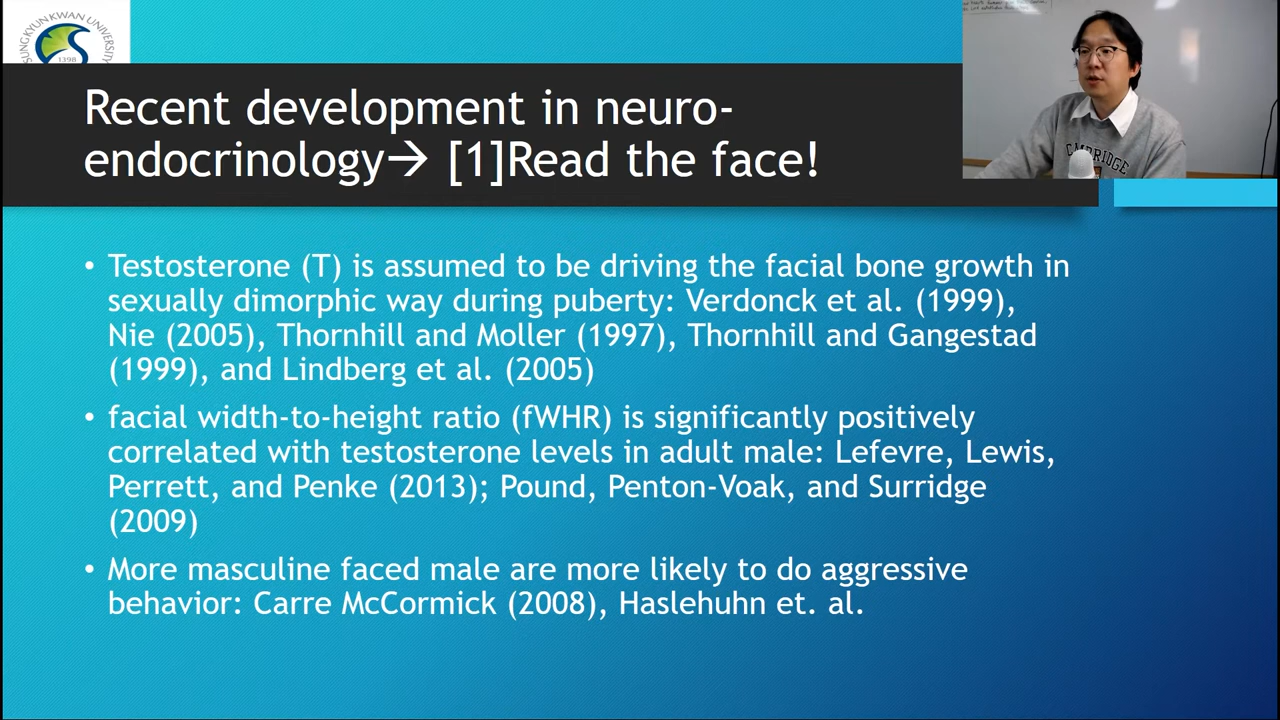 SUNGKYUNKWAN UNIVERSITY
1398
Recent development in neuro-
endocrinology→ [1]Read the face!
CAMBRIDGE
• Testosterone (T) is assumed to be driving the facial bone growth in
sexually dimorphic way during puberty: Verdonck et al. (1999),
Nie (2005), Thornhill and Moller (1997), Thornhill and Gangestad
(1999), and Lindberg et al. (2005)
• facial width-to-height ratio (fWHR) is significantly positively
correlated with testosterone levels in adult male: Lefevre, Lewis,
Perrett, and Penke (2013); Pound, Penton-Voak, and Surridge
(2009)
• More masculine faced male are more likely to do aggressive
behavior: Carre McCormick (2008), Haslehuhn et. al.